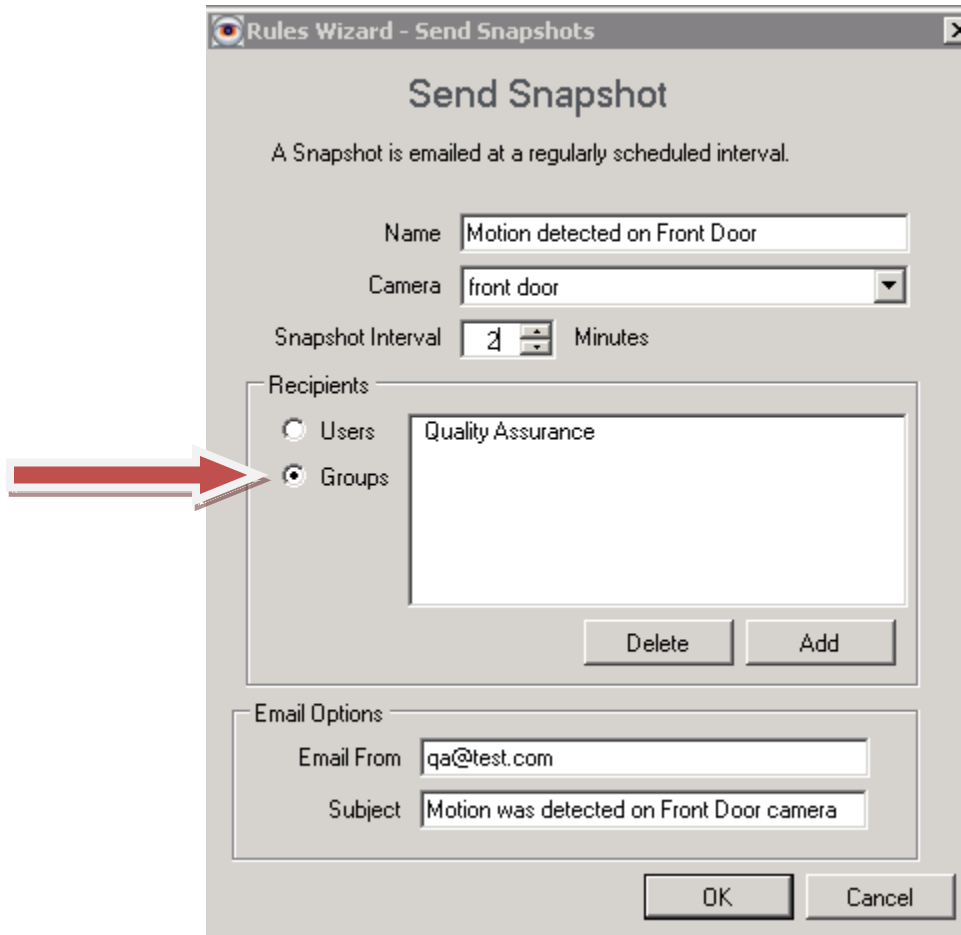 Rules Wizard - Send Snapshots
Send Snapshot
A Snapshot is emailed at a regularly scheduled interval.
Name Motion detected on Front Door
Camera front door
Snapshot Interval 2 Minutes
Recipients
Users
Groups
Quality Assurance
Delete Add
Email Options
Email From qa@test.com
Subject Motion was detected on Front Door camera
OK Cancel